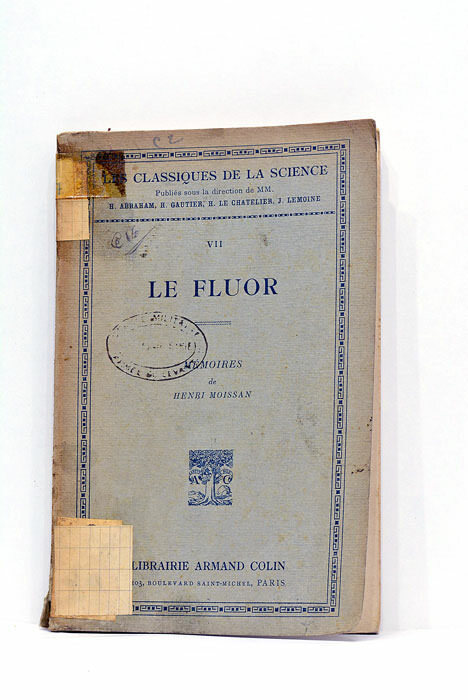 LES CLASSIQUES DE LA SCIENCE
Publiés sous la direction de MM.
H. ABRAHAM, H. GAUTIER, H. LE CHATELIER, J. LEMOINE
VII
LE FLUOR
MÉMOIRES
de
HENRI MOISSAN
A C
LIBRAIRIE ARMAND COLIN
103, BOULEVARD SAINT-MICHEL, PARIS